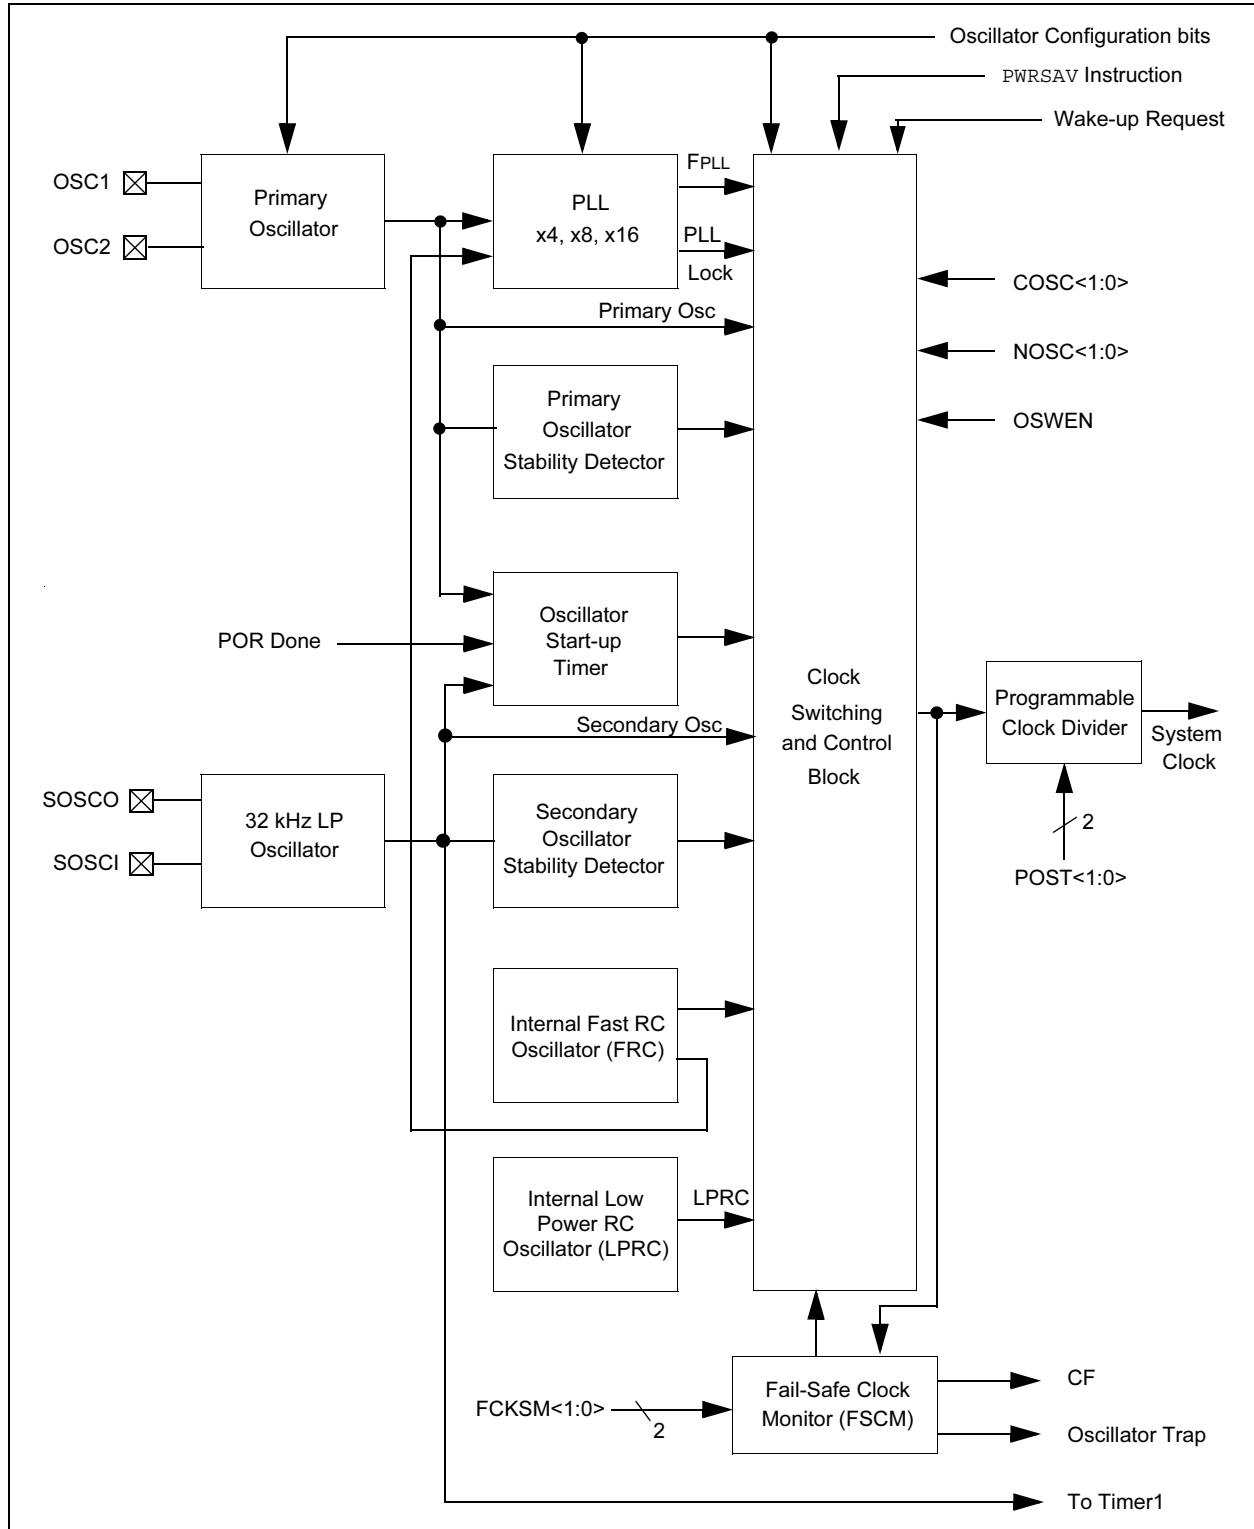 Oscillator Configuration bits
PWRSAV Instruction
Wake-up Request
OSC1
OSC2
Primary
Oscillator
PLL
x4, x8, x16
FPLL
PLL
Lock
Primary Osc
COSC<1:0>
NOSC<1:0>
OSWEN
Primary
Oscillator
Stability Detector
POR Done
Oscillator
Start-up
Timer
Secondary Osc
Clock
Switching
and Control
Block
Programmable
Clock Divider
System
Clock
2
POST<1:0>
SOSCO
SOSCI
32 kHz LP
Oscillator
Secondary
Oscillator
Stability Detector
Internal Fast RC
Oscillator (FRC)
Internal Low
Power RC
Oscillator (LPRC)
LPRC
FCKSM<1:0>
2
Fail-Safe Clock
Monitor (FSCM)
CF
Oscillator Trap
To Timer1